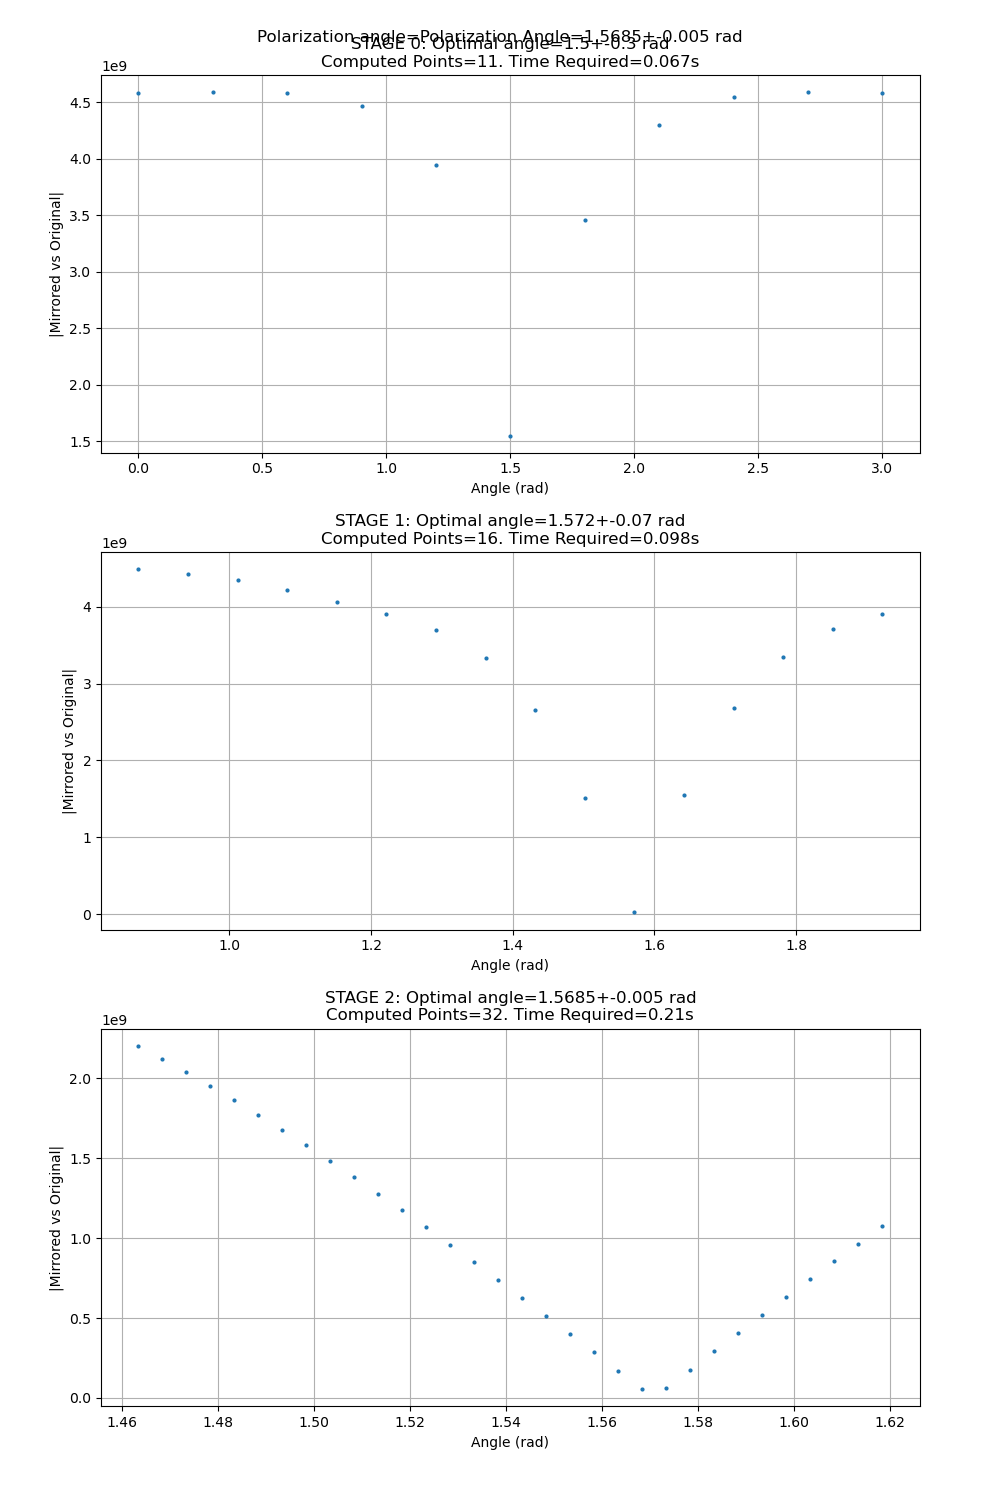 Polarization angle=Polarization Angle=1.5685+-0.005 rad
STAGE 0: Optimal angle=1.5+-0.3 rad
Computed Points=11. Time Required=0.067s
1e9
4.5
4.0
3.5
3.0
2.5
2.0
1.5
|Mirrored vs Original|
0.0 0.5 1.0 1.5 2.0 2.5 3.0
Angle (rad)
STAGE 1: Optimal angle=1.572+-0.07 rad
Computed Points=16. Time Required=0.098s
1e9
4
3
2
1
0
|Mirrored vs Original|
1.0 1.2 1.4 1.6 1.8
Angle (rad)
STAGE 2: Optimal angle=1.5685+-0.005 rad
Computed Points=32. Time Required=0.21s
1e9
2.0
1.5
1.0
0.5
0.0
|Mirrored vs Original|
1.46 1.48 1.50 1.52 1.54 1.56 1.58 1.60 1.62
Angle (rad)